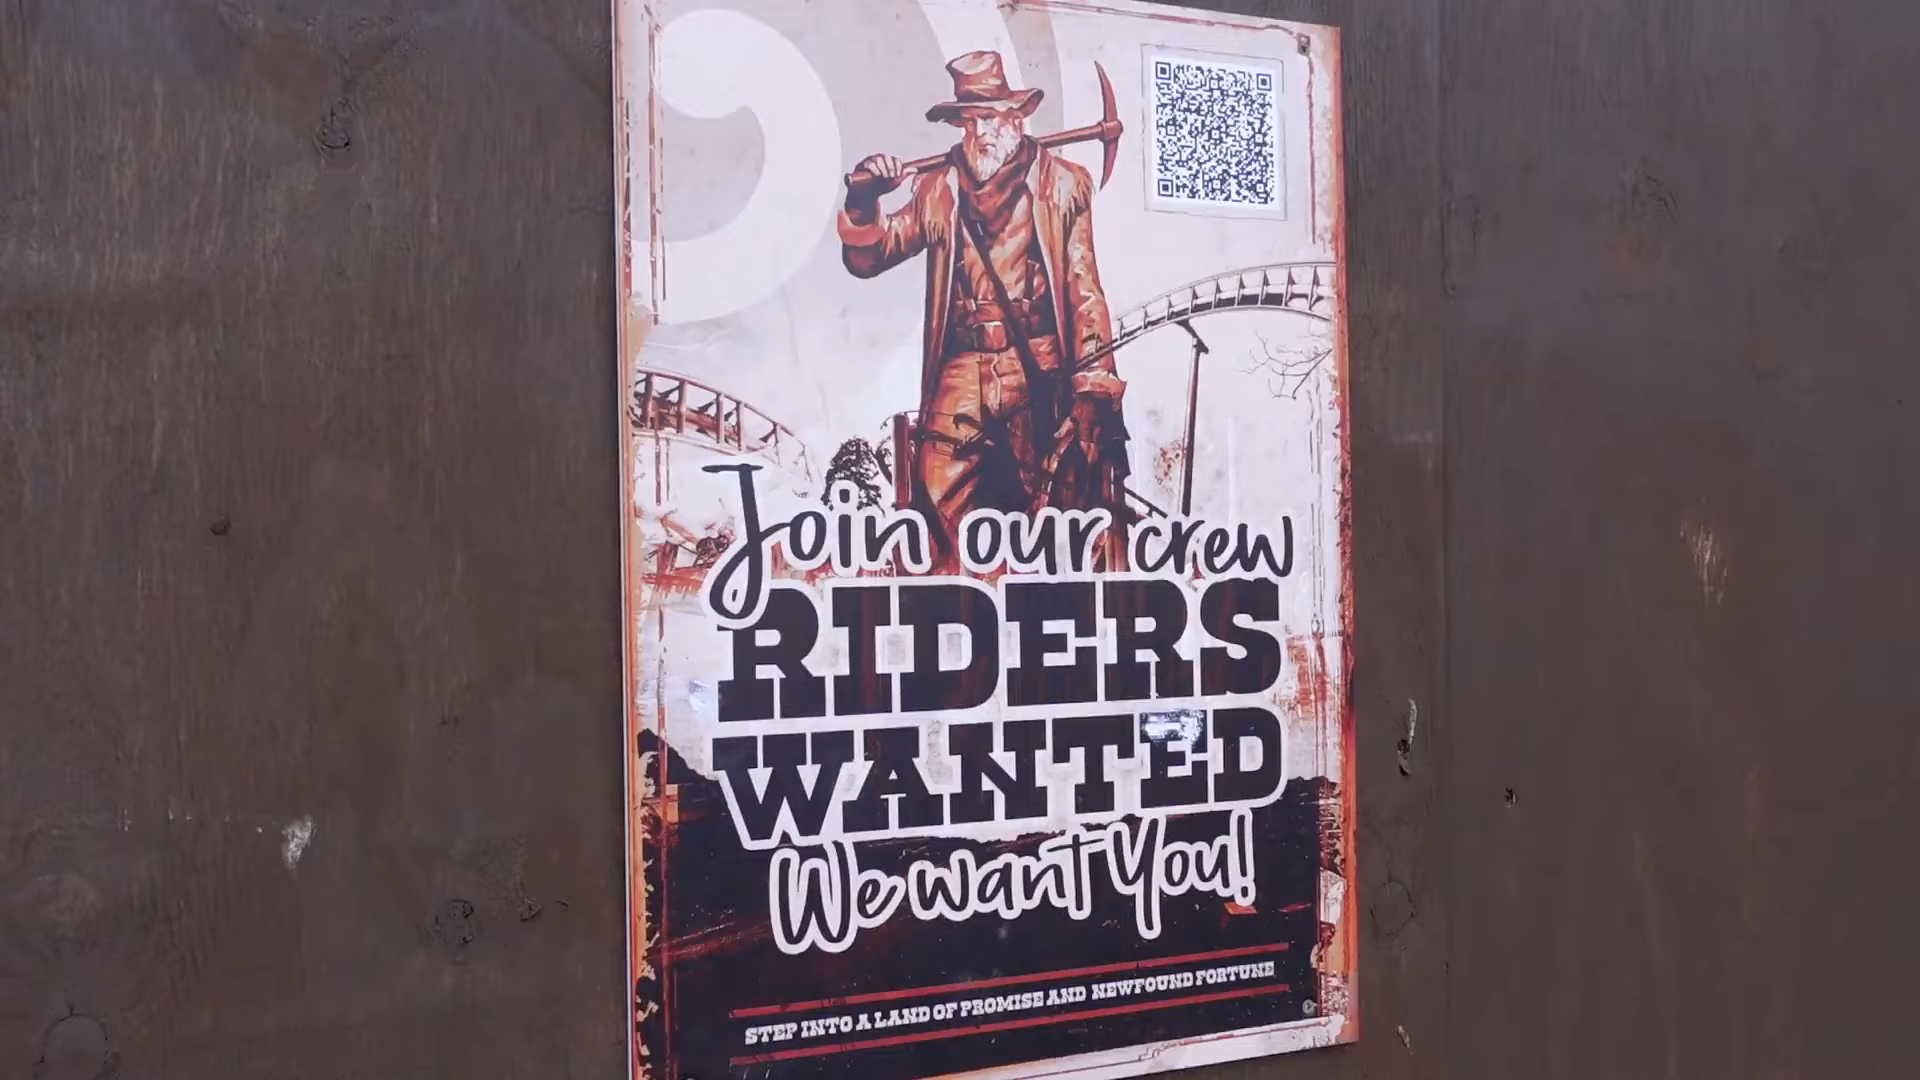 Join our crew
RIDERS
WANTED
We want You!
STEP INTO A LAND OF PROMISE AND NEWFOUND FORTUNE